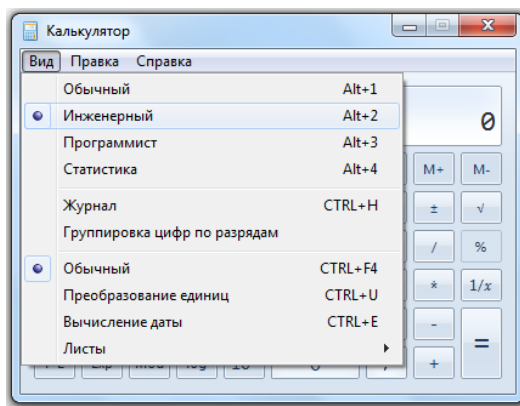 Калькулятор
Вид Правка Справка
Обычный Alt+1
Инженерный Alt+2
Программист Alt+3
Статистика Alt+4
Журнал CTRL+H
Группировка цифр по разрядам
Обычный CTRL+F4
Преобразование единиц CTRL+U
Вычисление даты CTRL+E
Листы
0
M+ M-
± √
/ %
* 1/x
- =
+